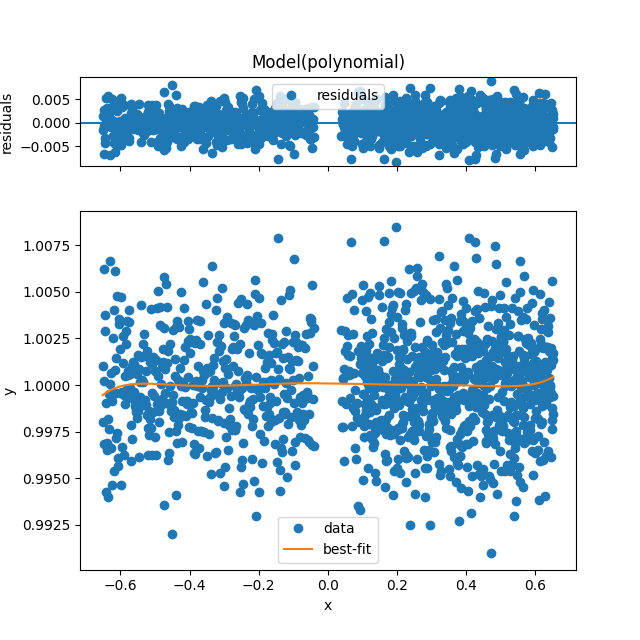 Model(polynomial)
residuals
0.005
0.000
−0.005
residuals
1.0075
1.0050
1.0025
1.0000
0.9975
0.9950
0.9925
y
data
best-fit
−0.6 −0.4 −0.2 0.0 0.2 0.4 0.6
x